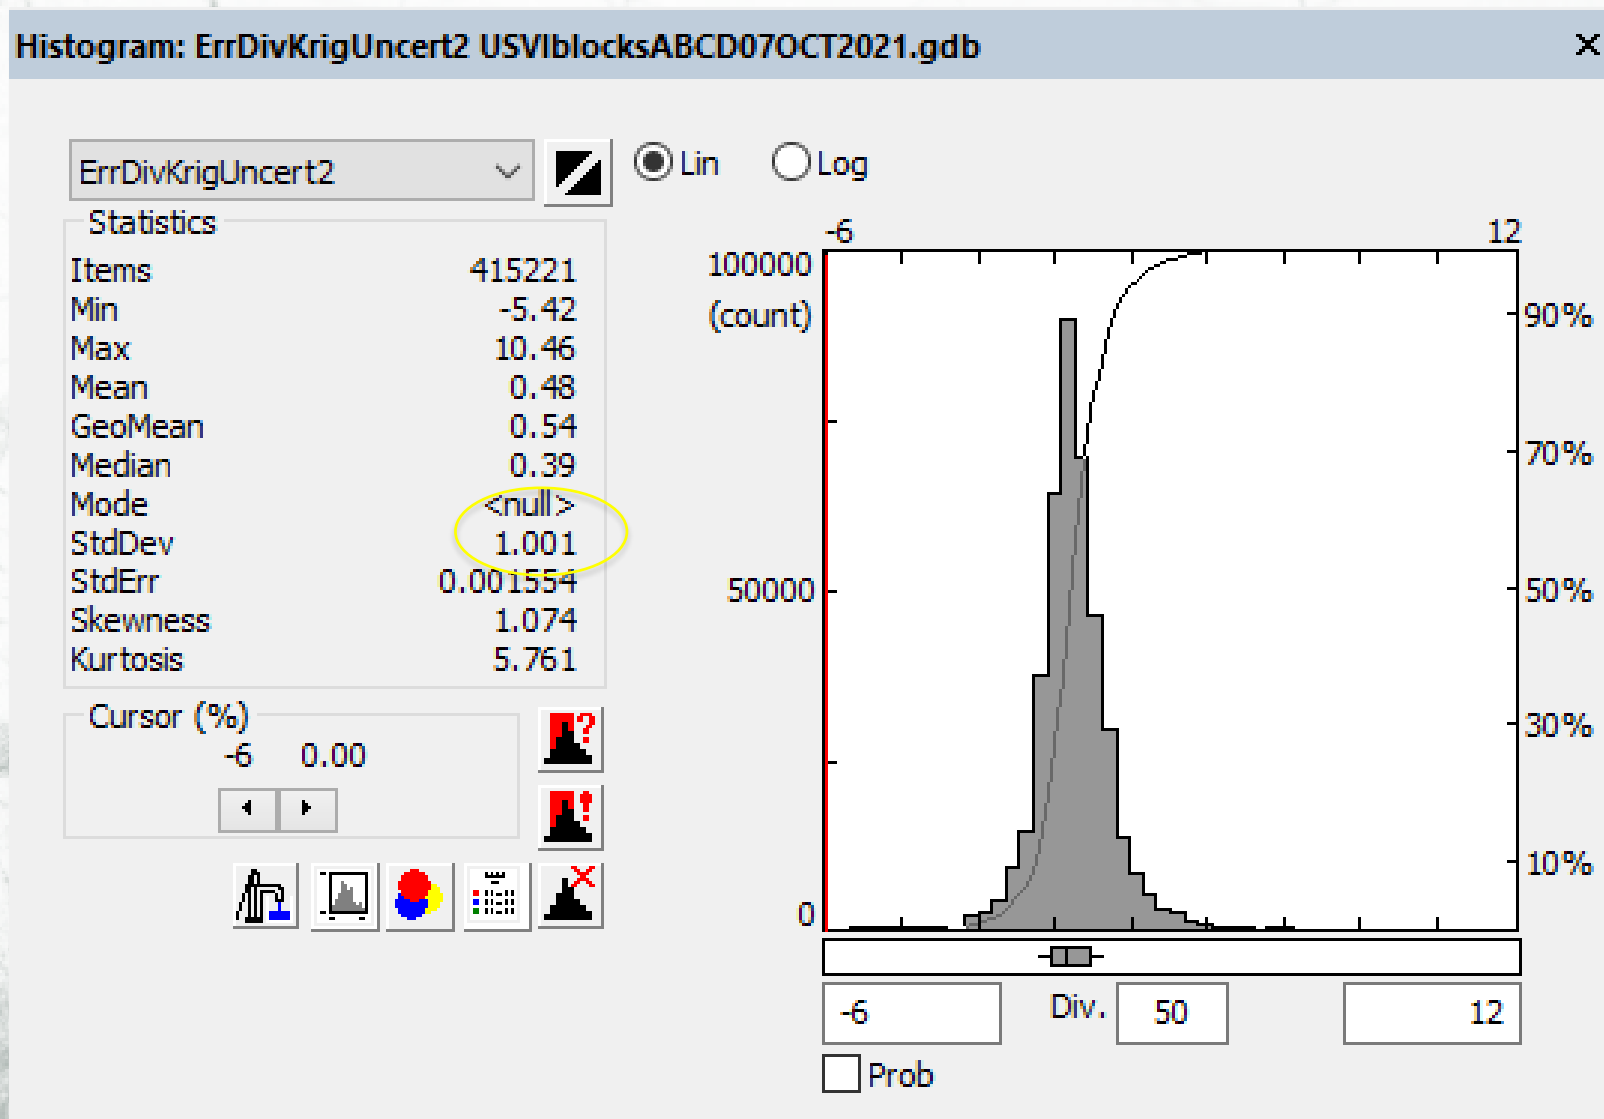 Histogram: ErrDivKrigUncert2 USVIblocksABCD07OCT2021.gdb
ErrDivKrigUncert2
Lin Log
Statistics
Items 415221
Min -5.42
Max 10.46
Mean 0.48
GeoMean 0.54
Median 0.39
Mode <null>
StdDev 1.001
StdErr 0.001554
Skewness 1.074
Kurtosis 5.761
Cursor (%)
-6 0.00
-6 12
100000
(count)
50000
0
90%
70%
50%
30%
10%
-6 Div. 50 12
Prob